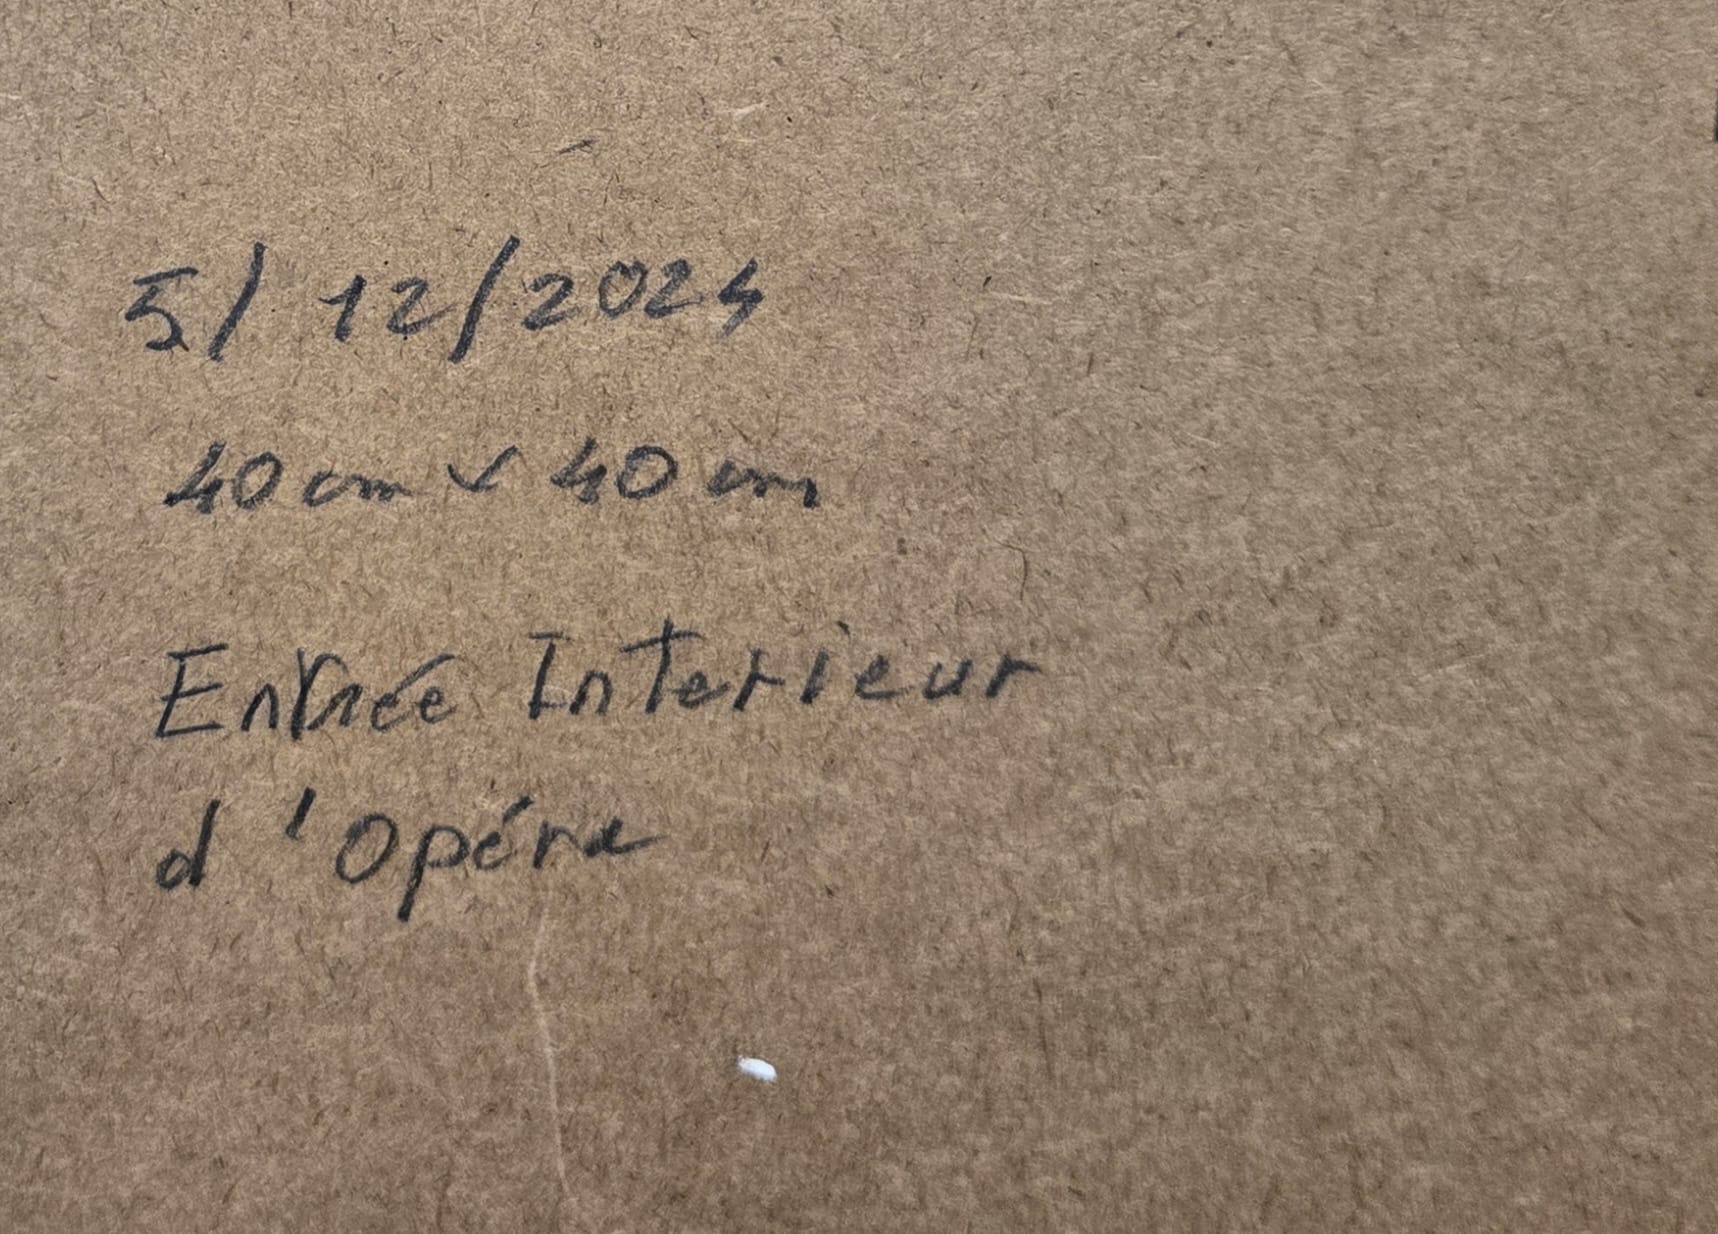 5/ 12/2024
40 cm x 40 cm
Entrée Interieur
d'Opéra